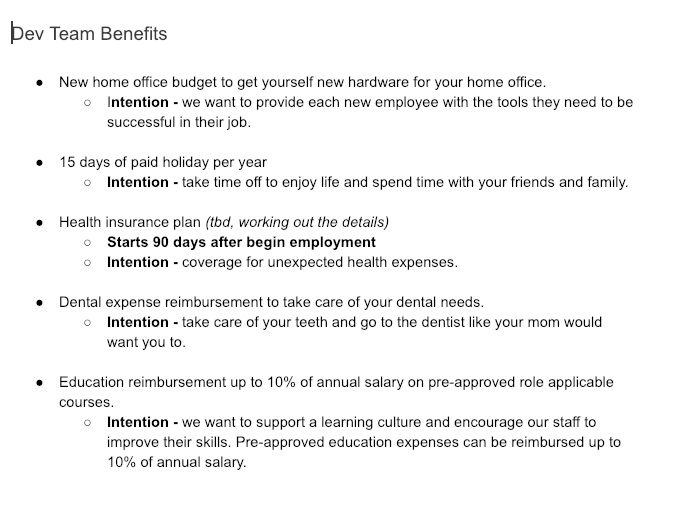 Dev Team Benefits
● New home office budget to get yourself new hardware for your home office.
○ Intention - we want to provide each new employee with the tools they need to be
successful in their job.
● 15 days of paid holiday per year
○ Intention - take time off to enjoy life and spend time with your friends and family.
● Health insurance plan (tbd, working out the details)
○ Starts 90 days after begin employment
○ Intention - coverage for unexpected health expenses.
● Dental expense reimbursement to take care of your dental needs.
○ Intention - take care of your teeth and go to the dentist like your mom would
want you to.
● Education reimbursement up to 10% of annual salary on pre-approved role applicable
courses.
○ Intention - we want to support a learning culture and encourage our staff to
improve their skills. Pre-approved education expenses can be reimbursed up to
10% of annual salary.